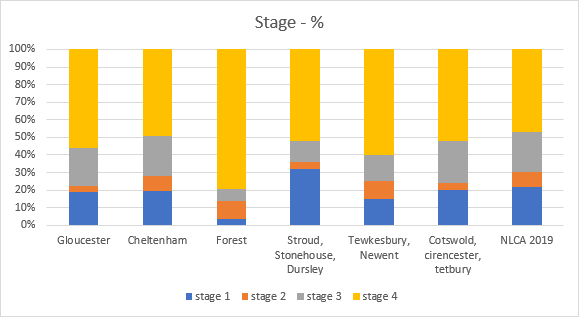 Stage - %
100%
90%
80%
70%
60%
50%
40%
30%
20%
10%
0%
Gloucester
Cheltenham
Forest
Stroud,
Stonehouse,
Dursley
Tewkesbury,
Newent
Cotswold,
cirencester,
tetbury
NLCA 2019
stage 1 stage 2 stage 3 stage 4